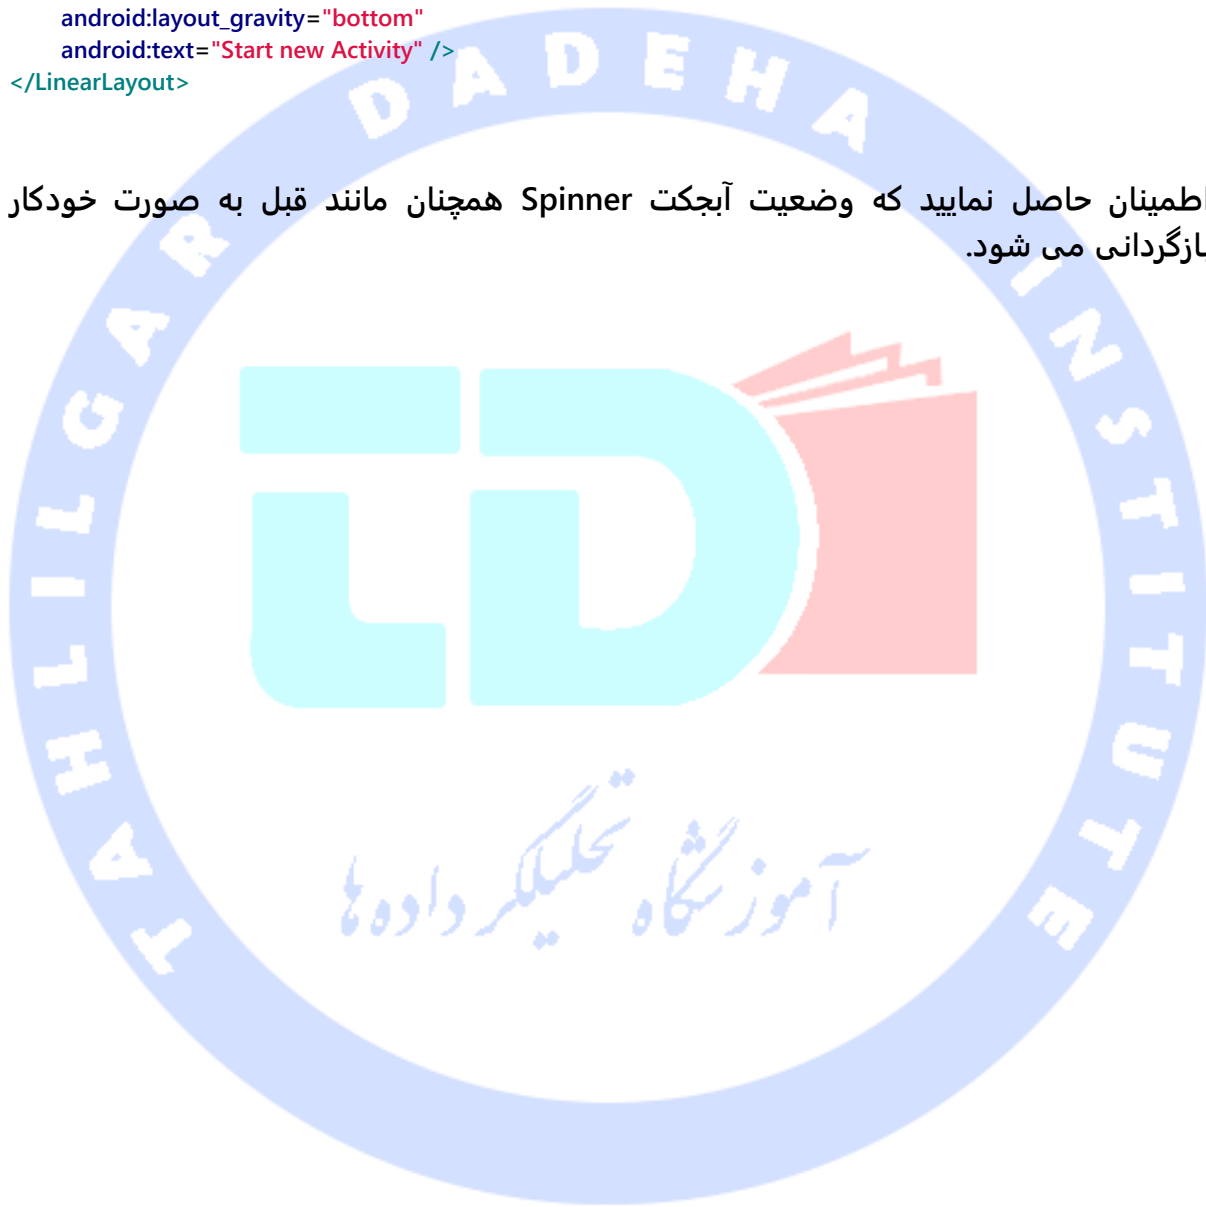 android:layout_gravity="bottom"
android:text="Start new Activity" />
</LinearLayout>
اطمینان حاصل نمایید که وضعیت آبجکت Spinner همچنان مانند قبل به صورت خودکار
بازگردانی می شود.
TAHLILGAR DADEHA INSTITUTE
TD
آموزشگاه تحلیلگر داده ها